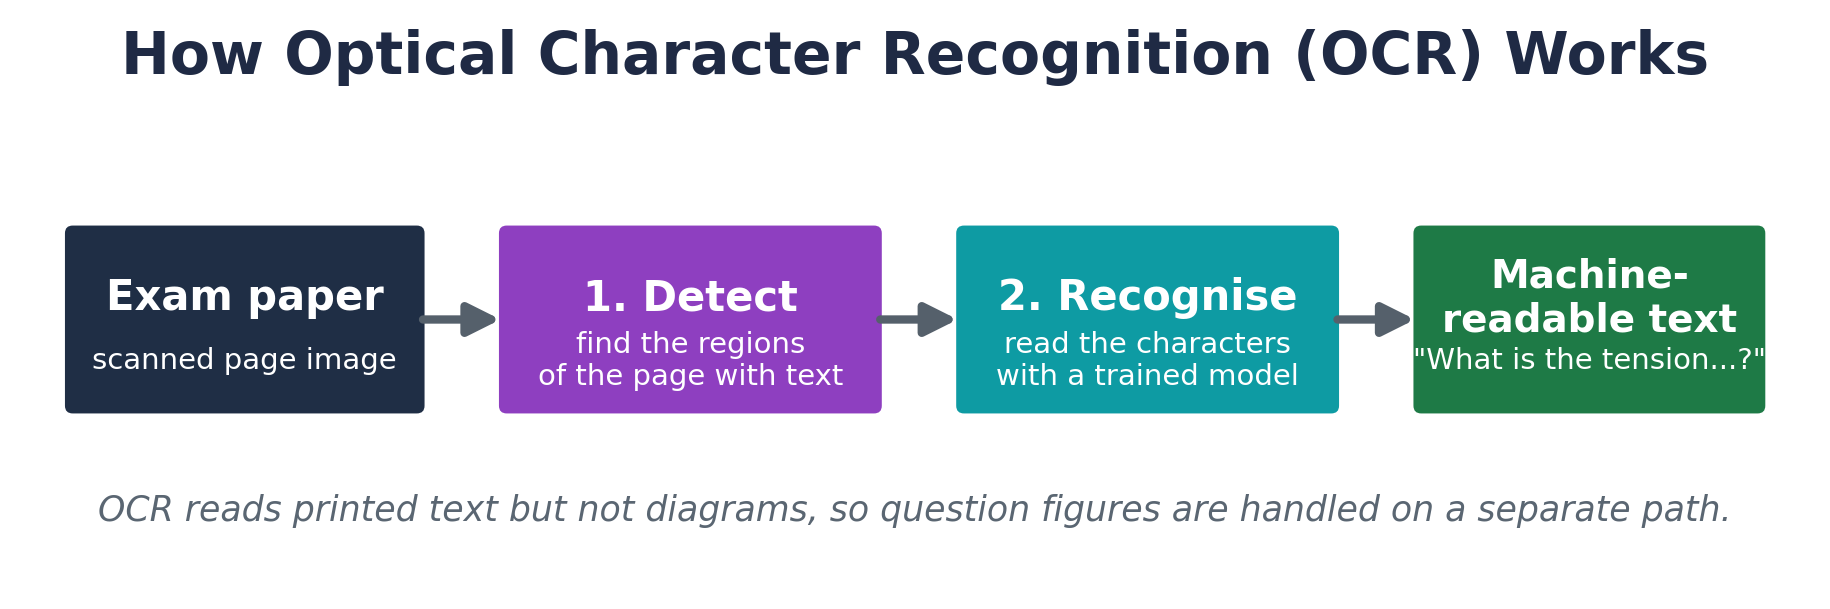 How Optical Character Recognition (OCR) Works
Exam paper
scanned page image
1. Detect
find the regions
of the page with text
2. Recognise
read the characters
with a trained model
Machine-
readable text
"What is the tension...?"
OCR reads printed text but not diagrams, so question figures are handled on a separate path.